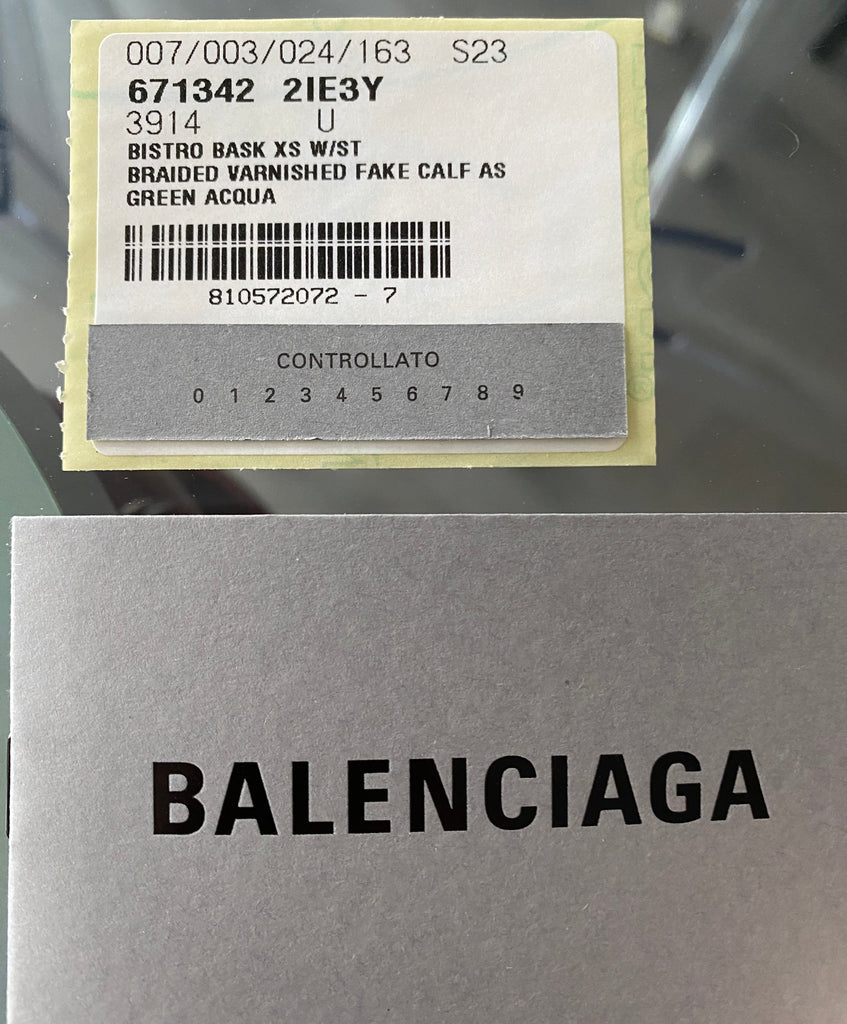 007/003/024/163 S23
671342 2IE3Y
3914 U
BISTRO BASK XS W/ST
BRAIDED VARNISHED FAKE CALF AS
GREEN ACQUA
810572072 - 7
CONTROLLATO
0 1 2 3 4 5 6 7 8 9
BALENCIAGA